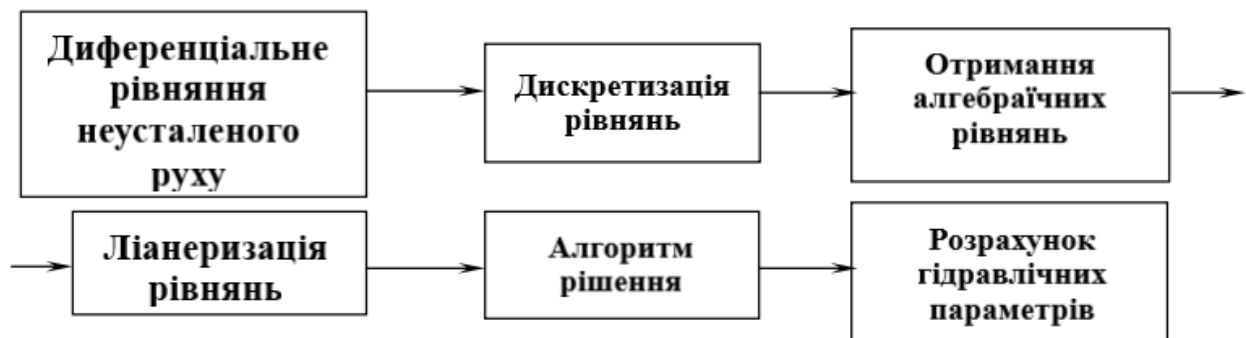 Диференціальне
рівняння
неусталеного
руху
Дискретизація
рівнянь
Отримання
алгебраїчних
рівнянь
Ліанеризація
рівнянь
Алгоритм
рішення
Розрахунок
гідравлічних
параметрів